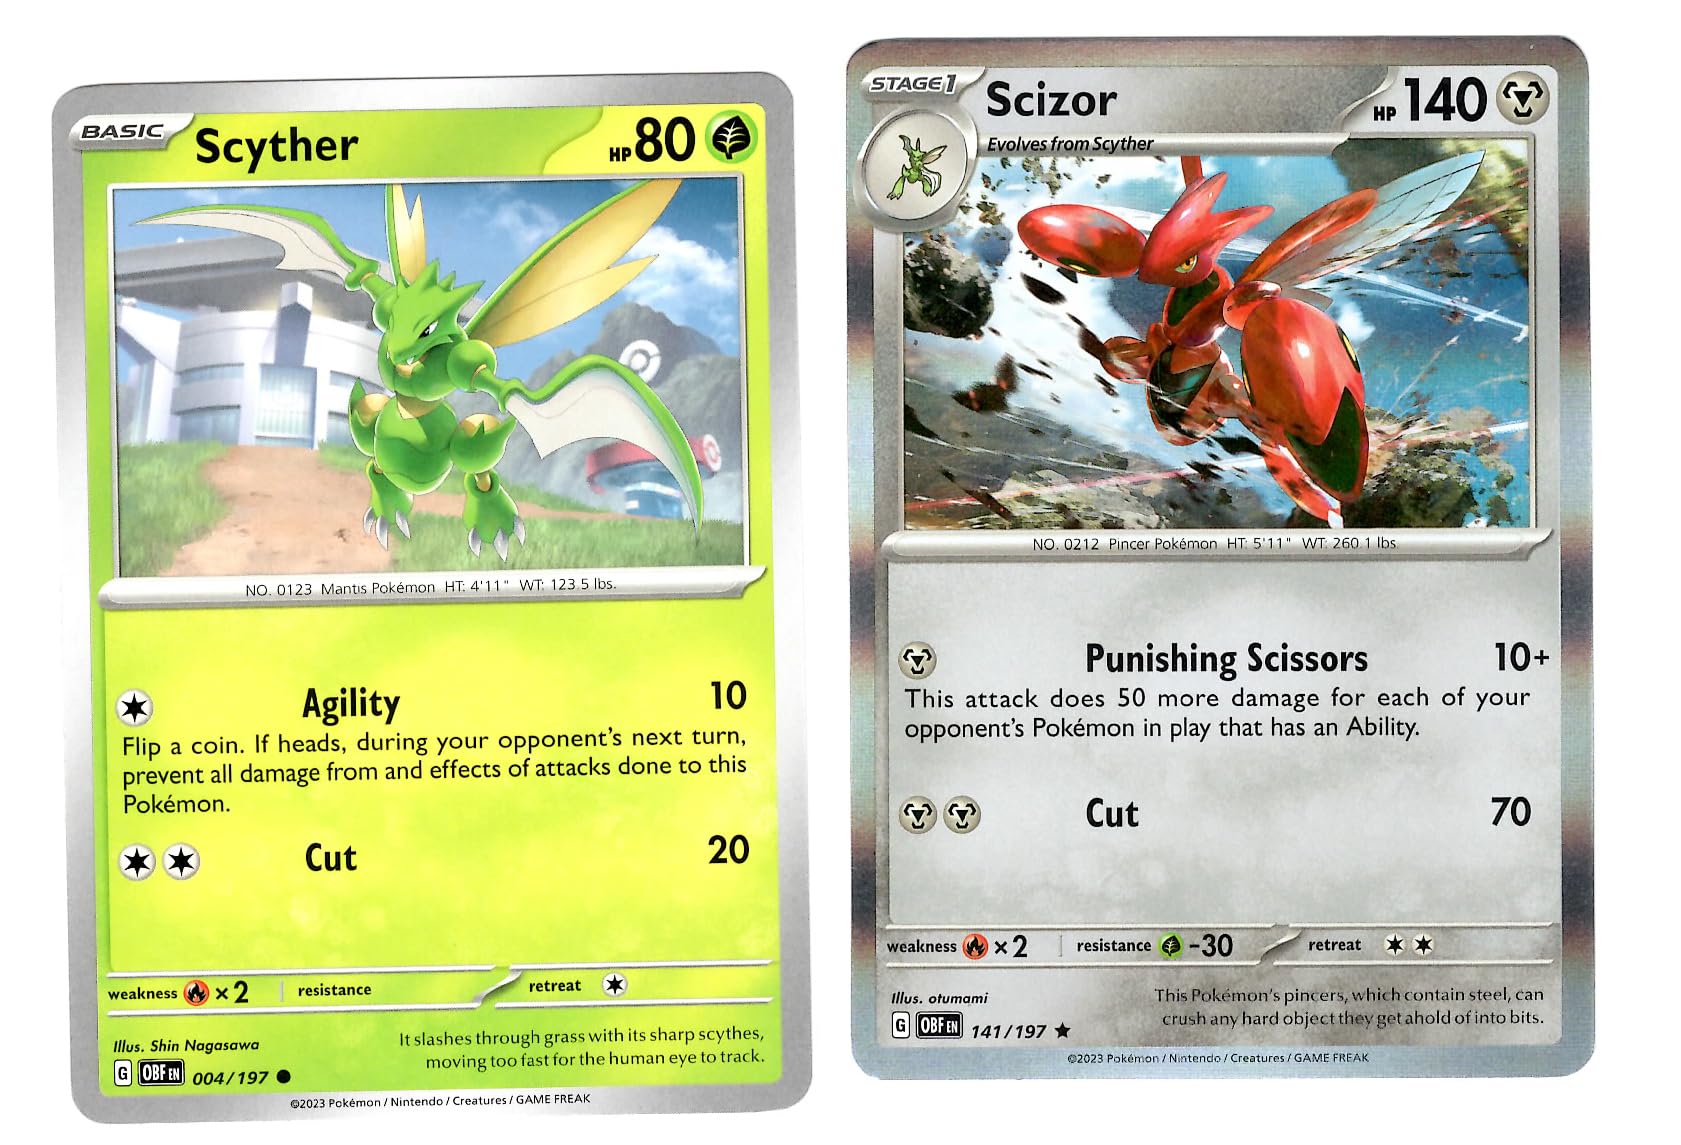 BASIC
Scyther
HP 80
NO. 0123 Mantis Pokémon HT: 4'11" WT: 123.5 lbs.
Agility 10
Flip a coin. If heads, during your opponent's next turn,
prevent all damage from and effects of attacks done to this
Pokémon.
Cut 20
weakness ×2 resistance retreat
Illus. Shin Nagasawa
It slashes through grass with its sharp scythes,
moving too fast for the human eye to track.
G OBF EN 004/197
©2023 Pokémon / Nintendo / Creatures / GAME FREAK
STAGE 1
Scizor
HP 140
Evolves from Scyther
NO. 0212 Pincer Pokémon HT: 5'11" WT: 260.1 lbs.
Punishing Scissors 10+
This attack does 50 more damage for each of your
opponent's Pokémon in play that has an Ability.
Cut 70
weakness ×2 resistance -30 retreat
Illus. otumami
This Pokémon's pincers, which contain steel, can
crush any hard object they get ahold of into bits.
G OBF EN 141/197
©2023 Pokémon / Nintendo / Creatures / GAME FREAK